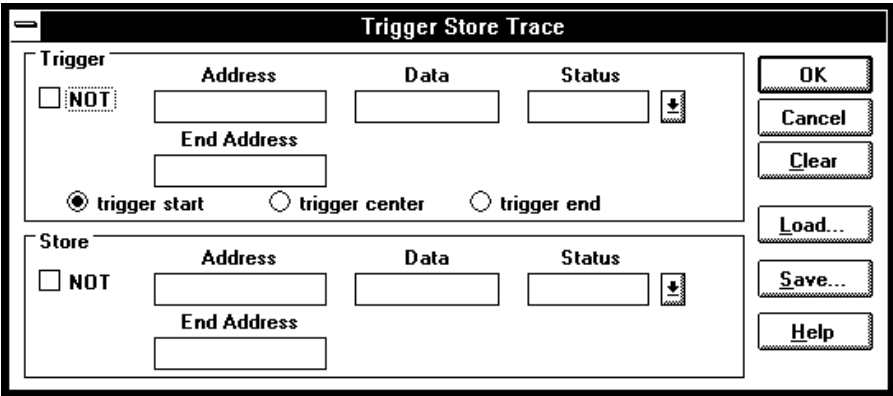 Trigger Store Trace
Trigger
Address Data Status
NOT
End Address
trigger start trigger center trigger end
Store
Address Data Status
NOT
End Address
OK
Cancel
Clear
Load...
Save...
Help